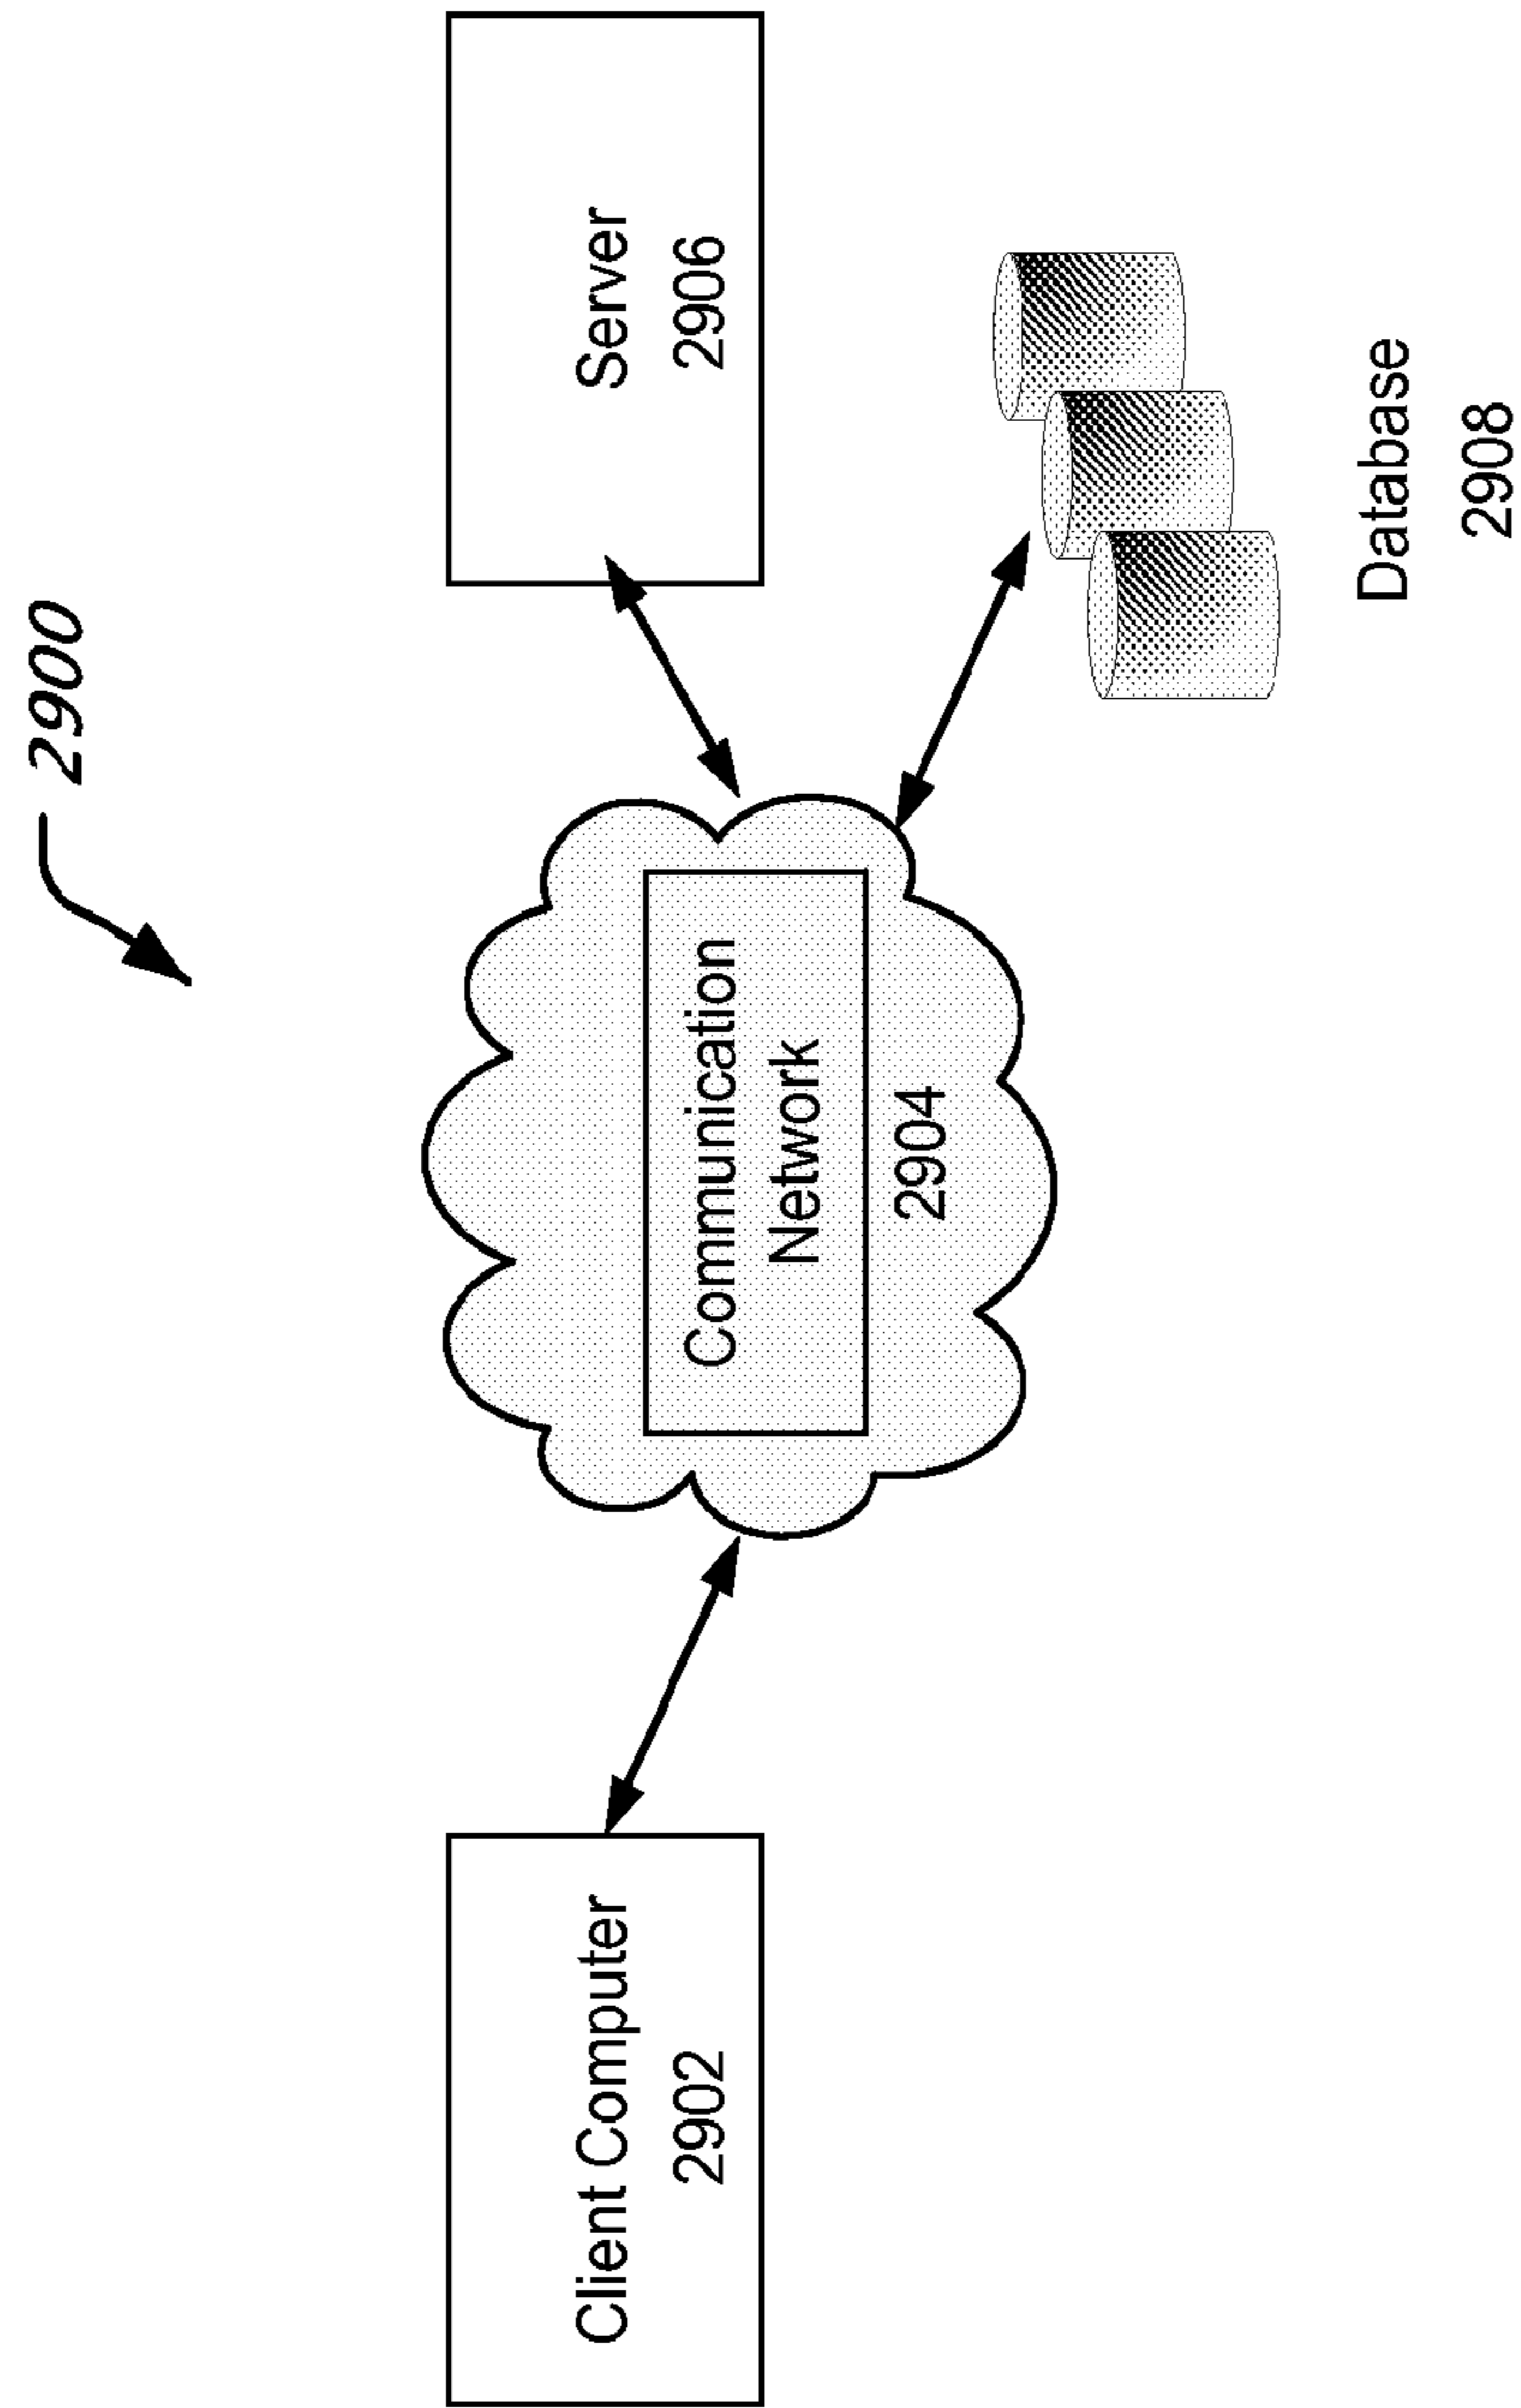 2900
Client Computer
2902
Communication
Network
2904
Server
2906
Database
2908